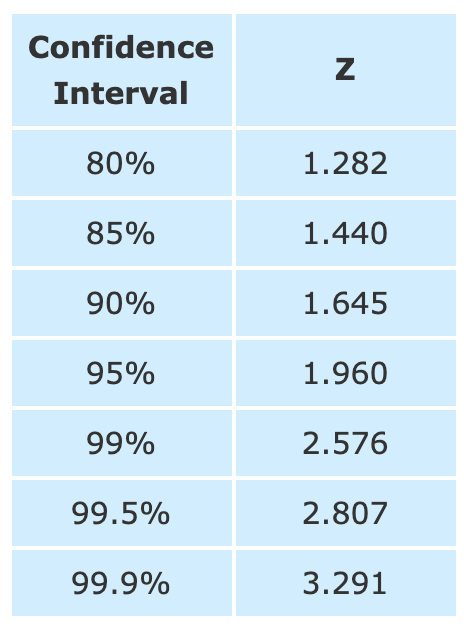 Confidence
Interval
Z
80% 1.282
85% 1.440
90% 1.645
95% 1.960
99% 2.576
99.5% 2.807
99.9% 3.291